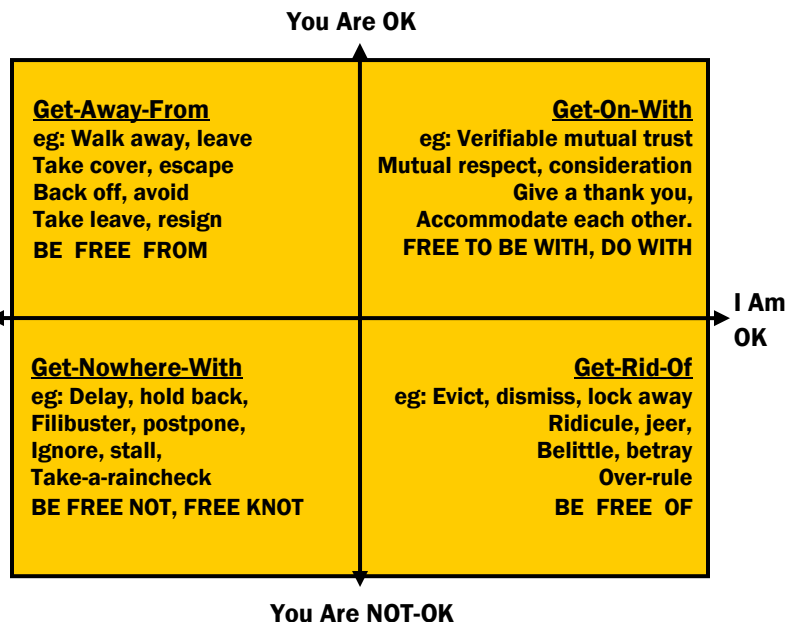 You Are OK
Get-Away-From
eg: Walk away, leave
Take cover, escape
Back off, avoid
Take leave, resign
BE FREE FROM
Get-On-With
eg: Verifiable mutual trust
Mutual respect, consideration
Give a thank you,
Accommodate each other.
FREE TO BE WITH, DO WITH
I Am
OK
Get-Nowhere-With
eg: Delay, hold back,
Filibuster, postpone,
Ignore, stall,
Take-a-raincheck
BE FREE NOT, FREE KNOT
Get-Rid-Of
eg: Evict, dismiss, lock away
Ridicule, jeer,
Belittle, betray
Over-rule
BE FREE OF
You Are NOT-OK